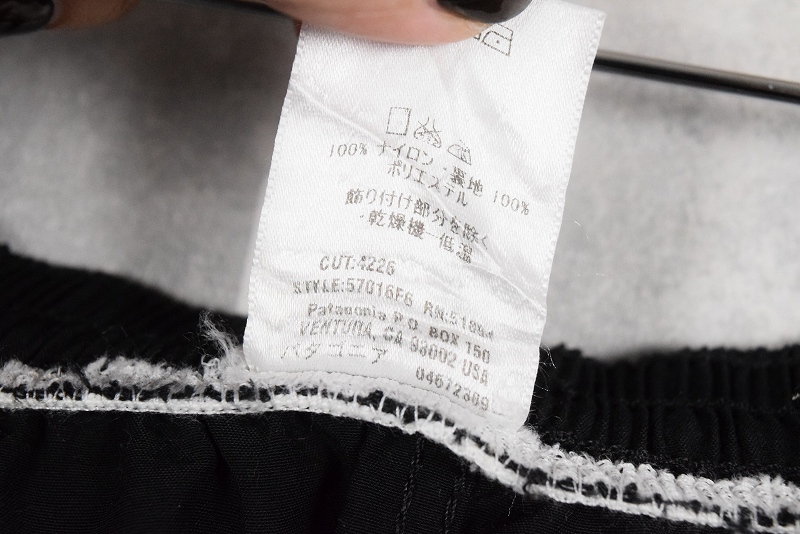 100% ナイロン・裏地 100%
ポリエステル
飾り付け部分を除く
・乾燥機 低温
CUT:4226
STYLE:57016F6 RN:51884
Patagonia P.O. BOX 150
VENTURA, CA 93002 USA
パタゴニア 04672309